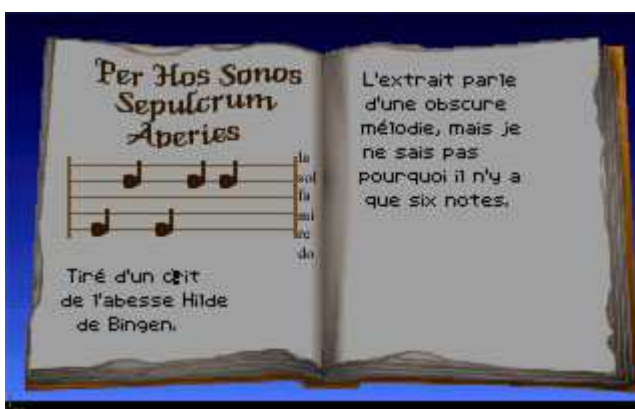 Per Hos Sonos
Sepulcrum
Aperies
la
sol
fa
mi
re
do
Tiré d'un
de l'abesse Hilde
de Bingen.
L'extrait parle
d'une obscure
mélodie, mais je
ne sais pas
pourquoi il n'y a
que six notes.